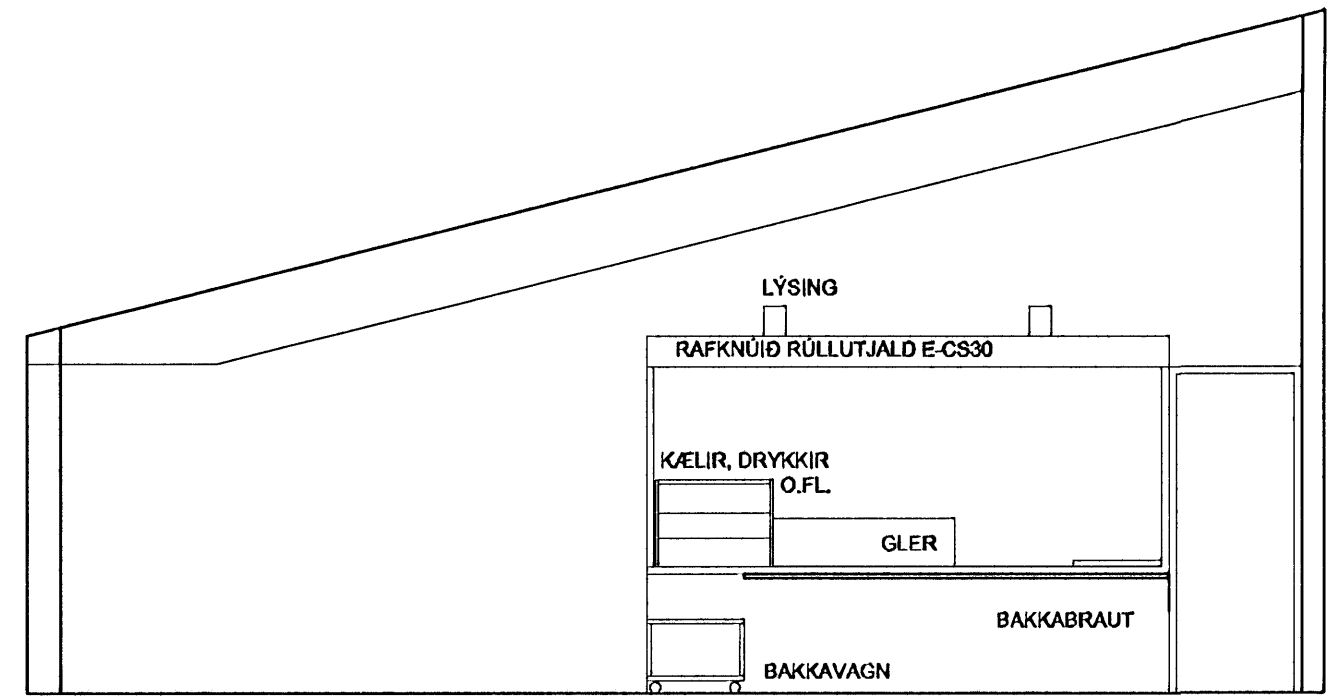 LÝSING
RAFKNÚIÐ RÚLLUTJALD E-CS30
KÆLIR, DRYKKIR
O.FL.
GLER
BAKKABRAUT
BAKKAVAGN